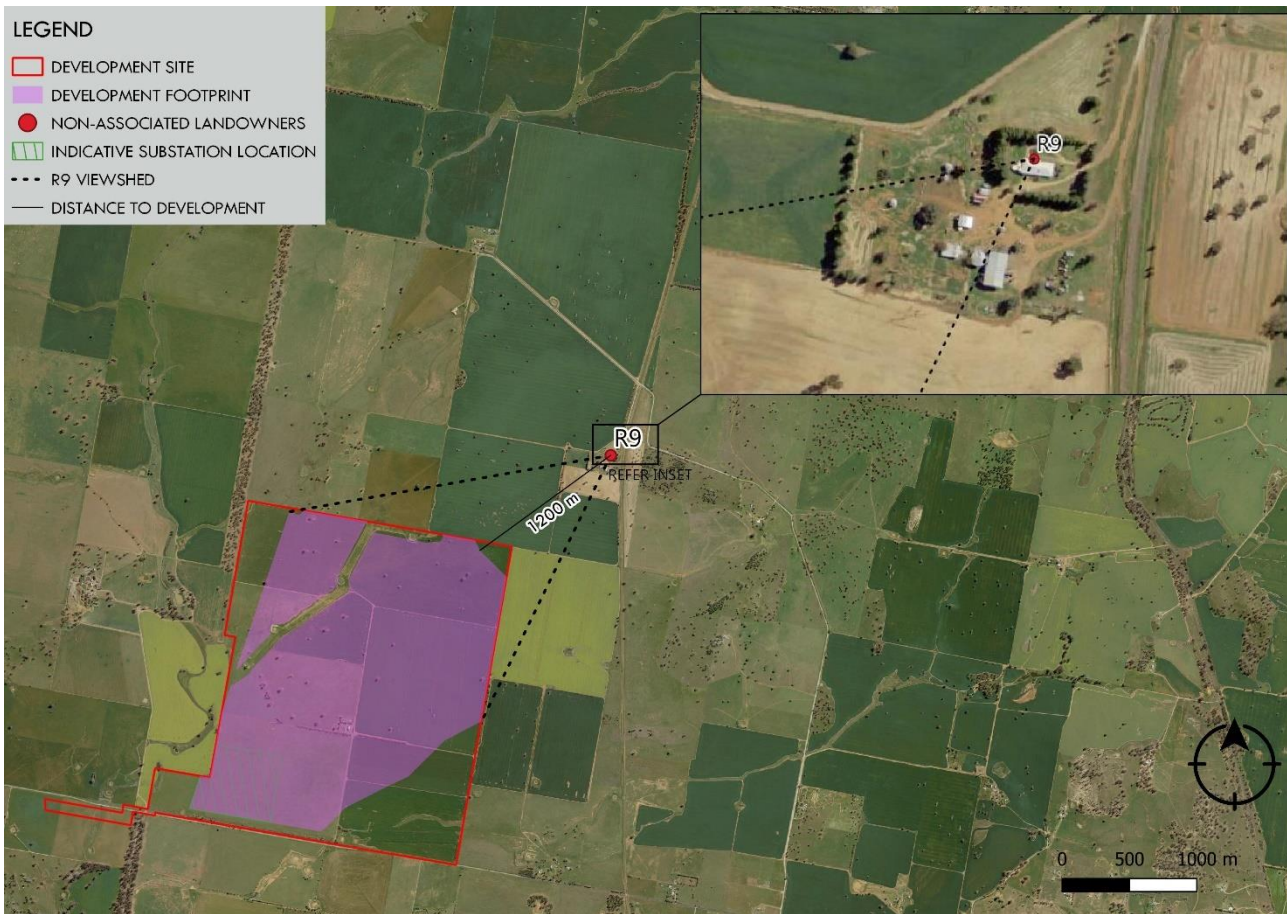 LEGEND
DEVELOPMENT SITE
DEVELOPMENT FOOTPRINT
NON-ASSOCIATED LANDOWNERS
INDICATIVE SUBSTATION LOCATION
R9 VIEWSHED
DISTANCE TO DEVELOPMENT
R9
R9
REFER INSET
1200 m
0 500 1000 m